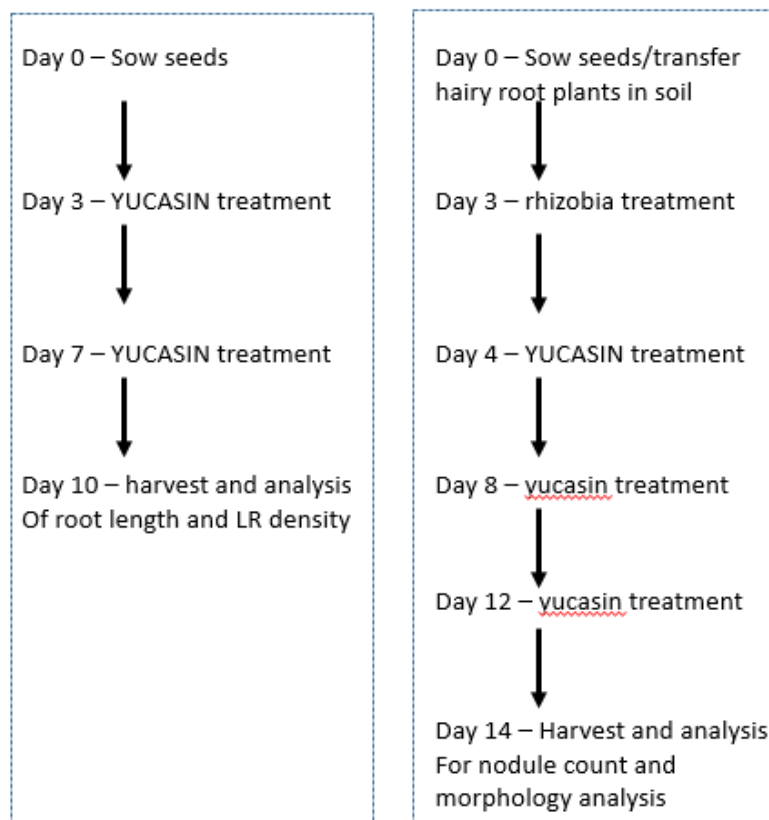 Day 0 – Sow seeds
Day 3 – YUCASIN treatment
Day 7 – YUCASIN treatment
Day 10 – harvest and analysis
Of root length and LR density
Day 0 – Sow seeds/transfer
hairy root plants in soil
Day 3 – rhizobia treatment
Day 4 – YUCASIN treatment
Day 8 – yucasin treatment
Day 12 – yucasin treatment
Day 14 – Harvest and analysis
For nodule count and
morphology analysis